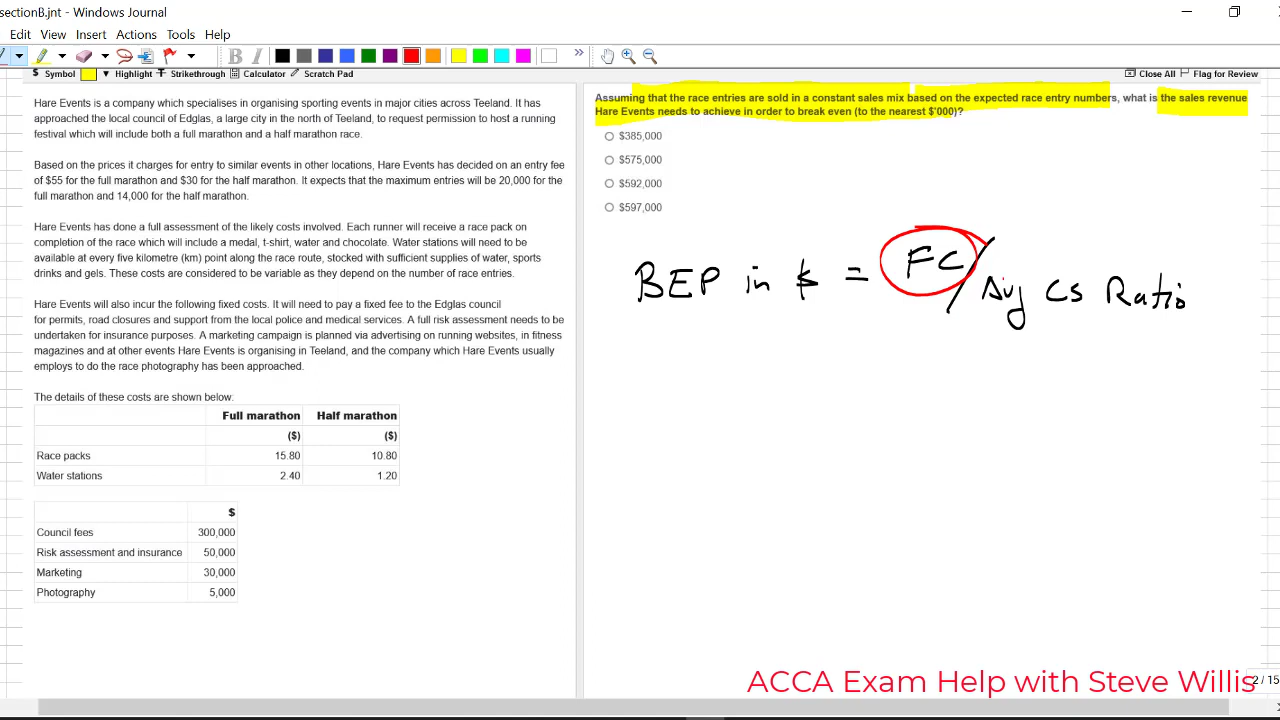 sectionB.jnt - Windows Journal
Edit View Insert Actions Tools Help
B I »
$ Symbol ▼ Highlight Strikethrough Calculator Scratch Pad
Close All Flag for Review
Hare Events is a company which specialises in organising sporting events in major cities across Teeland. It has
approached the local council of Edglas, a large city in the north of Teeland, to request permission to host a running
festival which will include both a full marathon and a half marathon race.
Based on the prices it charges for entry to similar events in other locations, Hare Events has decided on an entry fee
of $55 for the full marathon and $30 for the half marathon. It expects that the maximum entries will be 20,000 for the
full marathon and 14,000 for the half marathon.
Hare Events has done a full assessment of the likely costs involved. Each runner will receive a race pack on
completion of the race which will include a medal, t-shirt, water and chocolate. Water stations will need to be
available at every five kilometre (km) point along the race route, stocked with sufficient supplies of water, sports
drinks and gels. These costs are considered to be variable as they depend on the number of race entries.
Hare Events will also incur the following fixed costs. It will need to pay a fixed fee to the Edglas council
for permits, road closures and support from the local police and medical services. A full risk assessment needs to be
undertaken for insurance purposes. A marketing campaign is planned via advertising on running websites, in fitness
magazines and at other events Hare Events is organising in Teeland, and the company which Hare Events usually
employs to do the race photography has been approached.
The details of these costs are shown below:
Full marathon Half marathon
($) ($)
Race packs 15.80 10.80
Water stations 2.40 1.20
$
Council fees 300,000
Risk assessment and insurance 50,000
Marketing 30,000
Photography 5,000
Assuming that the race entries are sold in a constant sales mix based on the expected race entry numbers, what is the sales revenue
Hare Events needs to achieve in order to break even (to the nearest $'000)?
$385,000
$575,000
$592,000
$597,000
BEP in $ = FC / Avg CS Ratio
ACCA Exam Help with Steve Willis
2 / 15